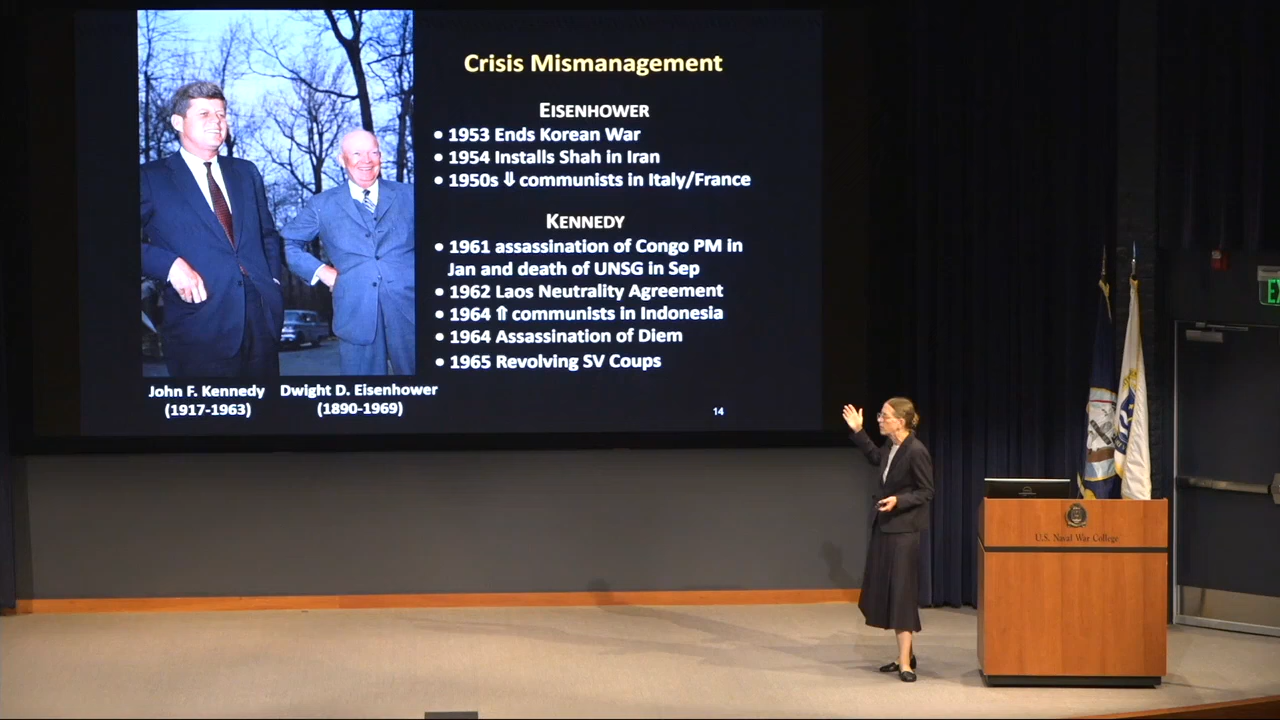 Crisis Mismanagement
EISENHOWER
• 1953 Ends Korean War
• 1954 Installs Shah in Iran
• 1950s ⇓ communists in Italy/France
KENNEDY
• 1961 assassination of Congo PM in
Jan and death of UNSG in Sep
• 1962 Laos Neutrality Agreement
• 1964 ⇑ communists in Indonesia
• 1964 Assassination of Diem
• 1965 Revolving SV Coups
John F. Kennedy
(1917-1963)
Dwight D. Eisenhower
(1890-1969)
14
U.S. Naval War College